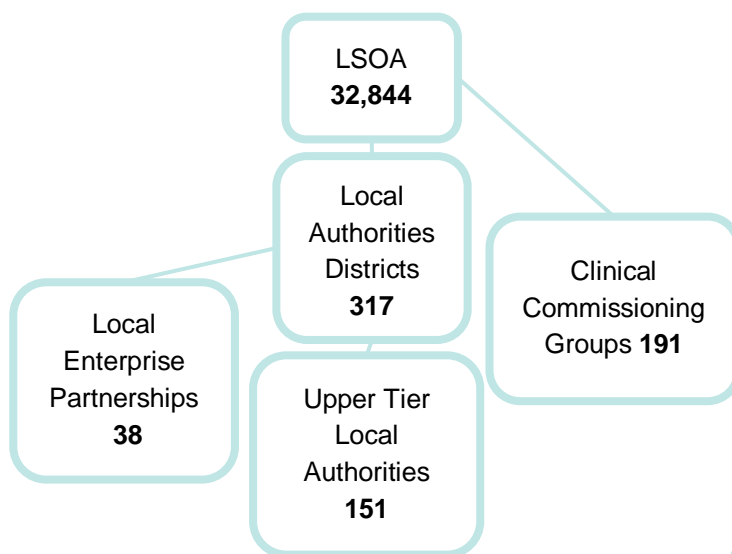 LSOA
32,844
Local
Authorities
Districts
317
Clinical
Commissioning
Groups 191
Local
Enterprise
Partnerships
38
Upper Tier
Local
Authorities
151